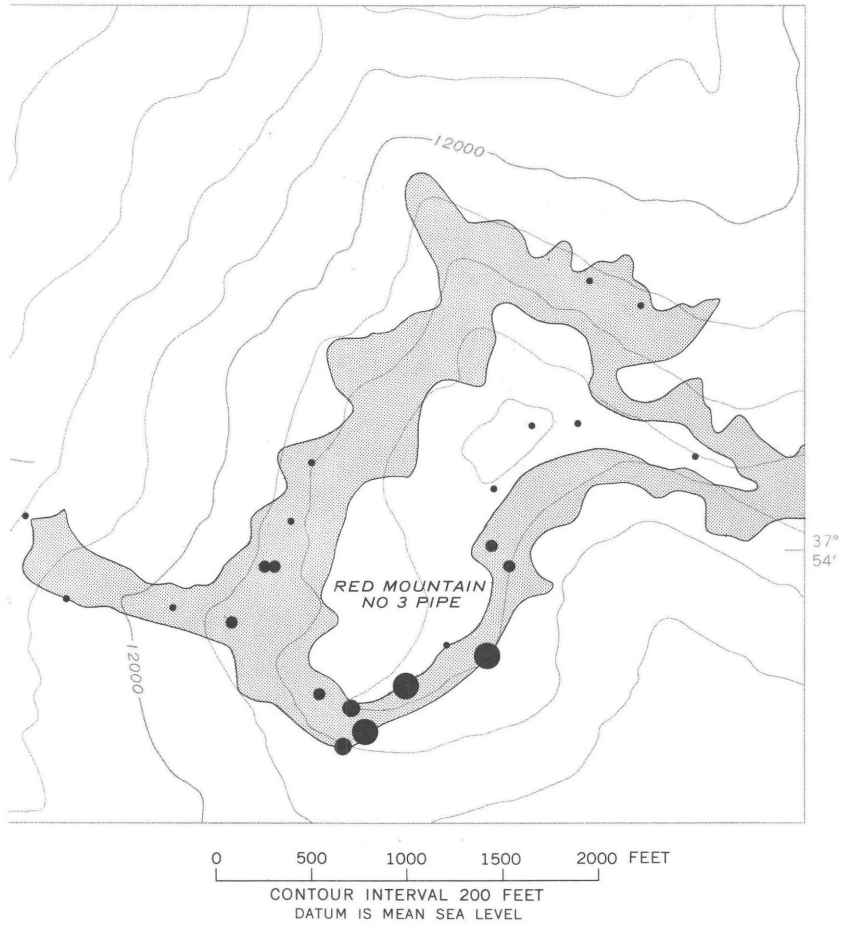 12000
37°
54'
RED MOUNTAIN
NO 3 PIPE
12000
0 500 1000 1500 2000 FEET
CONTOUR INTERVAL 200 FEET
DATUM IS MEAN SEA LEVEL